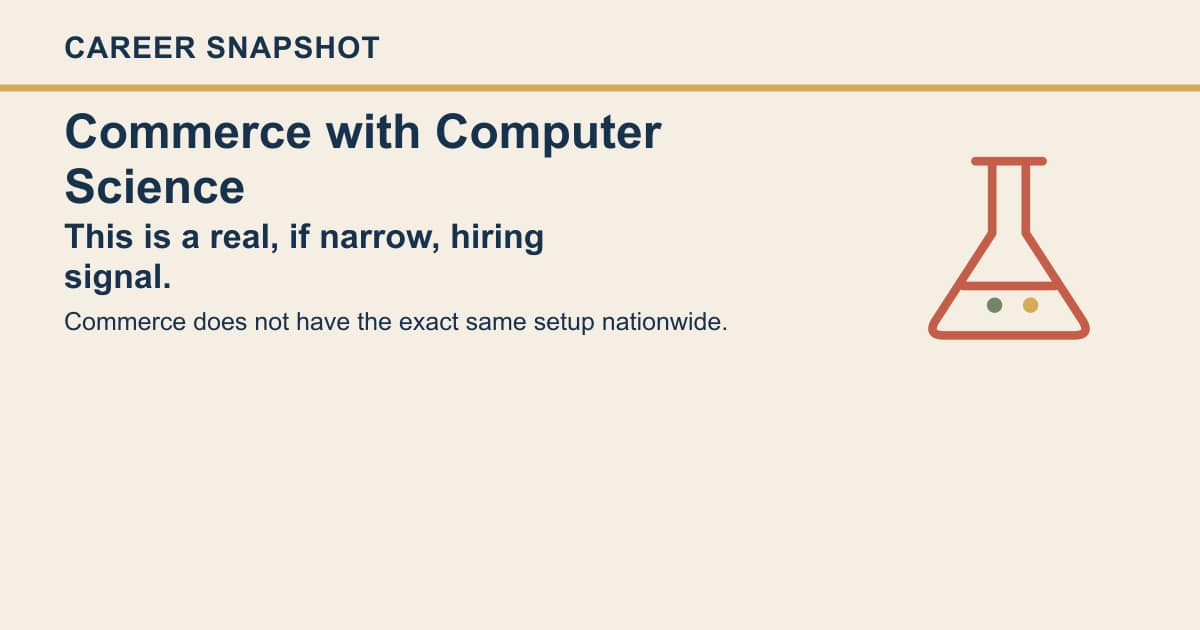 CAREER SNAPSHOT
Commerce with Computer
Science
This is a real, if narrow, hiring
signal.
Commerce does not have the exact same setup nationwide.